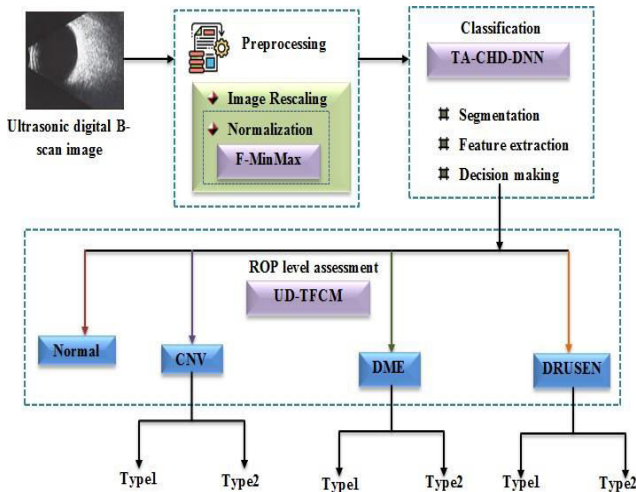 Ultrasonic digital B-
scan image
Preprocessing
Image Rescaling
Normalization
F-MinMax
Classification
TA-CHD-DNN
Segmentation
Feature extraction
Decision making
ROP level assessment
UD-TFCM
Normal
CNV
DME
DRUSEN
Type1
Type2
Type1
Type2
Type1
Type2